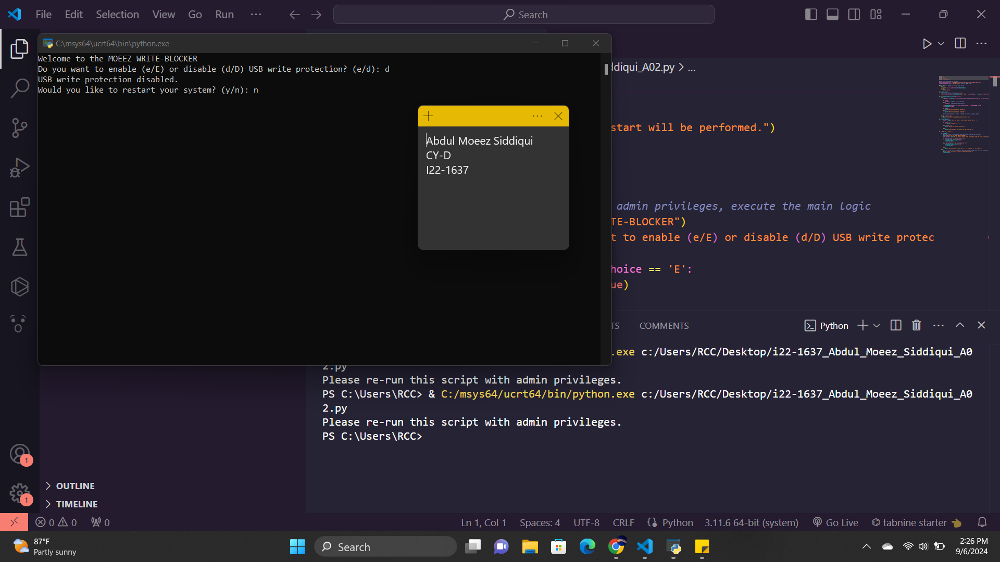 File Edit Selection View Go Run ... Search
C:\msys64\ucrt64\bin\python.exe
Welcome to the MOEEZ WRITE-BLOCKER
Do you want to enable (e/E) or disable (d/D) USB write protection? (e/d): d
USB write protection disabled.
Would you like to restart your system? (y/n): n
Abdul Moeez Siddiqui
CY-D
I22-1637
ddiqui_A02.py > ...
start will be performed.")
admin privileges, execute the main logic
TE-BLOCKER")
t to enable (e/E) or disable (d/D) USB write protec
hoice == 'E':
ue)
TS COMMENTS Python
.exe c:/Users/RCC/Desktop/i22-1637_Abdul_Moeez_Siddiqui_A0
2.py
Please re-run this script with admin privileges.
PS C:\Users\RCC> & C:/msys64/ucrt64/bin/python.exe c:/Users/RCC/Desktop/i22-1637_Abdul_Moeez_Siddiqui_A0
2.py
Please re-run this script with admin privileges.
PS C:\Users\RCC>
1
1
OUTLINE
TIMELINE
0 0 0 Ln 1, Col 1 Spaces: 4 UTF-8 CRLF Python 3.11.6 64-bit (system) Go Live tabnine starter
87°F
Partly sunny
Search
2:26 PM
9/6/2024